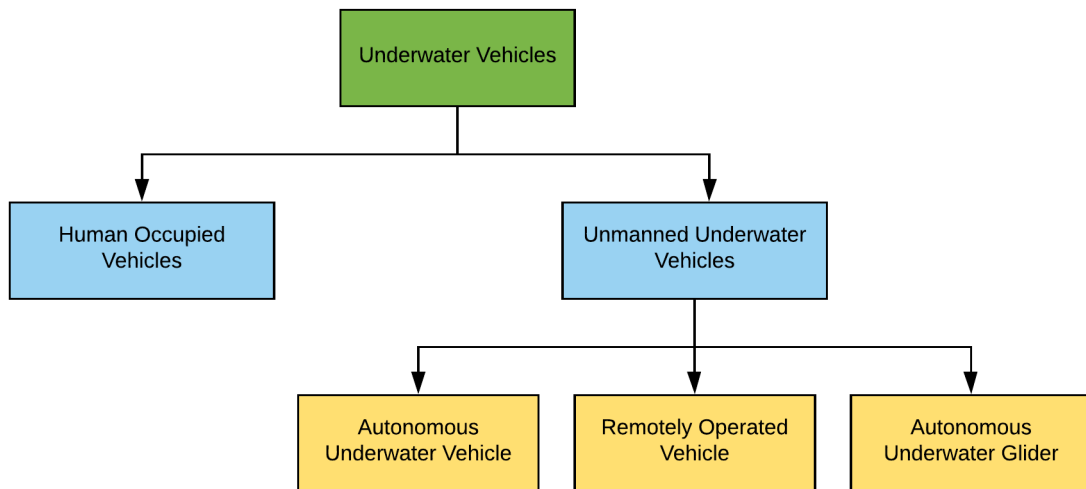 Underwater Vehicles
Human Occupied
Vehicles
Unmanned Underwater
Vehicles
Autonomous
Underwater Vehicle
Remotely Operated
Vehicle
Autonomous
Underwater Glider